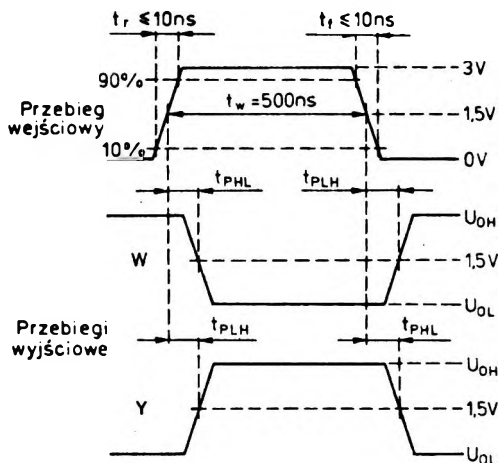 tr ≤10ns tf ≤10ns
3V
90%
tw =500ns
1,5V
Przebieg
wejściowy
10%
0V
tPHL tPLH
UOH
W
1,5V
UOL
Przebiegi
wyjściowe
tPLH tPHL
UOH
Y
1,5V
UOL